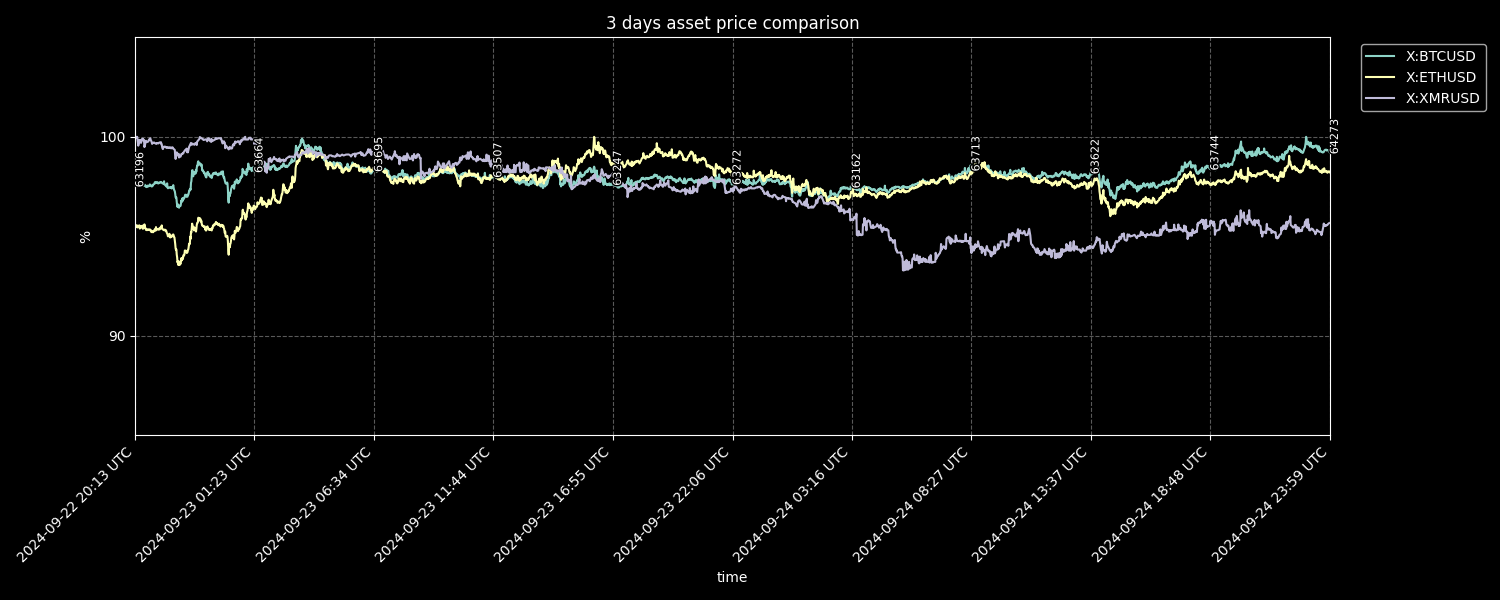 3 days asset price comparison
X:BTCUSD
X:ETHUSD
X:XMRUSD
100
90
%
63196
63664
63695
63507
63247
63272
63162
63713
63622
63744
64273
2024-09-22 20:13 UTC
2024-09-23 01:23 UTC
2024-09-23 06:34 UTC
2024-09-23 11:44 UTC
2024-09-23 16:55 UTC
2024-09-23 22:06 UTC
2024-09-24 03:16 UTC
2024-09-24 08:27 UTC
2024-09-24 13:37 UTC
2024-09-24 18:48 UTC
2024-09-24 23:59 UTC
time